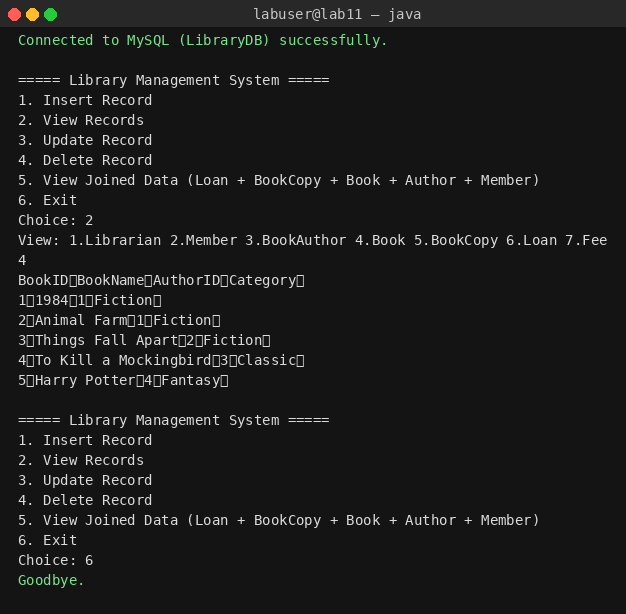 labuser@lab11 — java
Connected to MySQL (LibraryDB) successfully.
===== Library Management System =====
1. Insert Record
2. View Records
3. Update Record
4. Delete Record
5. View Joined Data (Loan + BookCopy + Book + Author + Member)
6. Exit
Choice: 2
View: 1.Librarian 2.Member 3.BookAuthor 4.Book 5.BookCopy 6.Loan 7.Fee
4
BookID▯BookName▯AuthorID▯Category▯
1▯1984▯1▯Fiction▯
2▯Animal Farm▯1▯Fiction▯
3▯Things Fall Apart▯2▯Fiction▯
4▯To Kill a Mockingbird▯3▯Classic▯
5▯Harry Potter▯4▯Fantasy▯
===== Library Management System =====
1. Insert Record
2. View Records
3. Update Record
4. Delete Record
5. View Joined Data (Loan + BookCopy + Book + Author + Member)
6. Exit
Choice: 6
Goodbye.